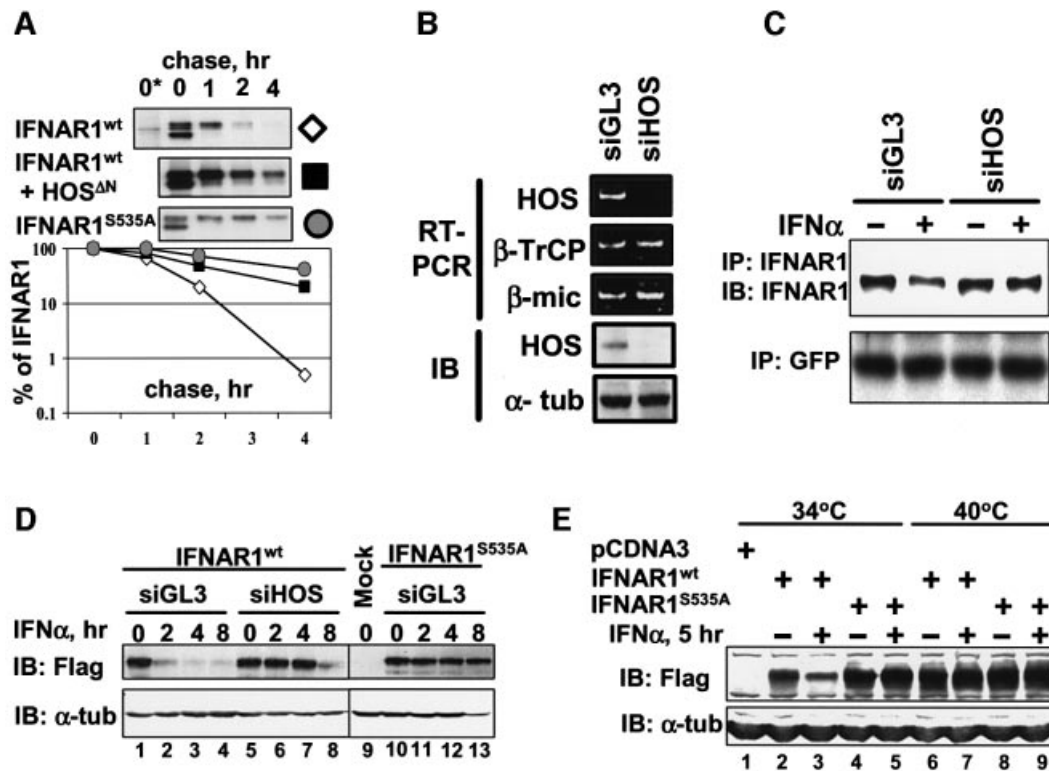 A
chase, hr
0* 0 1 2 4
IFNAR1wt
IFNAR1wt
+ HOSΔN
IFNAR1S535A
% of IFNAR1
100
10
1
0.1
chase, hr
0 1 2 3 4
B
siGL3
siHOS
RT-
PCR
HOS
β-TrCP
β-mic
IB
HOS
α- tub
C
siGL3
siHOS
IFNα
− + − +
IP: IFNAR1
IB: IFNAR1
IP: GFP
D
IFNAR1wt
Mock
IFNAR1S535A
siGL3
siHOS
siGL3
IFNα, hr
0 2 4 8 0 2 4 8 0 0 2 4 8
IB: Flag
IB: α-tub
1 2 3 4 5 6 7 8 9 10 11 12 13
E
34oC
40oC
pCDNA3
+
IFNAR1wt
+ + + +
IFNAR1S535A
+ + + +
IFNα, 5 hr
− + − + − + − +
IB: Flag
IB: α-tub
1 2 3 4 5 6 7 8 9